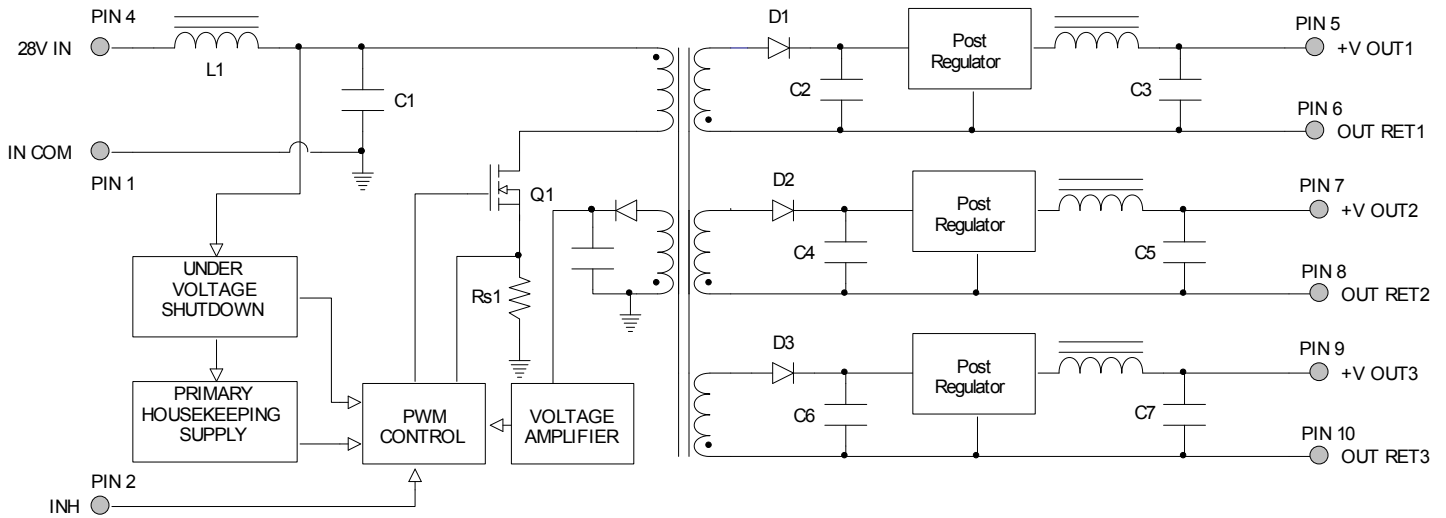 PIN 4
28V IN
L1
C1
IN COM
PIN 1
Q1
UNDER
VOLTAGE
SHUTDOWN
Rs1
PRIMARY
HOUSEKEEPING
SUPPLY
PWM
CONTROL
VOLTAGE
AMPLIFIER
PIN 2
INH
D1
C2
Post
Regulator
C3
PIN 5
+V OUT1
PIN 6
OUT RET1
D2
C4
Post
Regulator
C5
PIN 7
+V OUT2
PIN 8
OUT RET2
D3
C6
Post
Regulator
C7
PIN 9
+V OUT3
PIN 10
OUT RET3